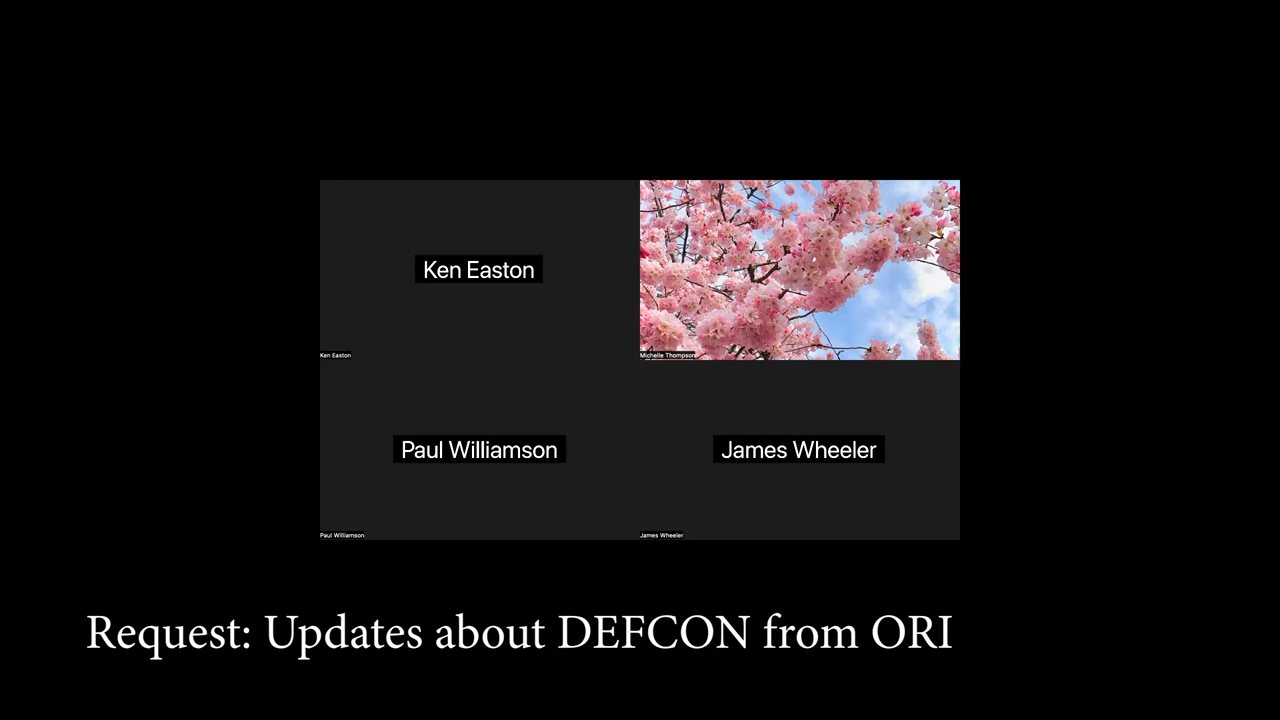 Ken Easton
Ken Easton
Michelle Thompson
Paul Williamson
James Wheeler
Paul Williamson
James Wheeler
Request: Updates about DEFCON from ORI